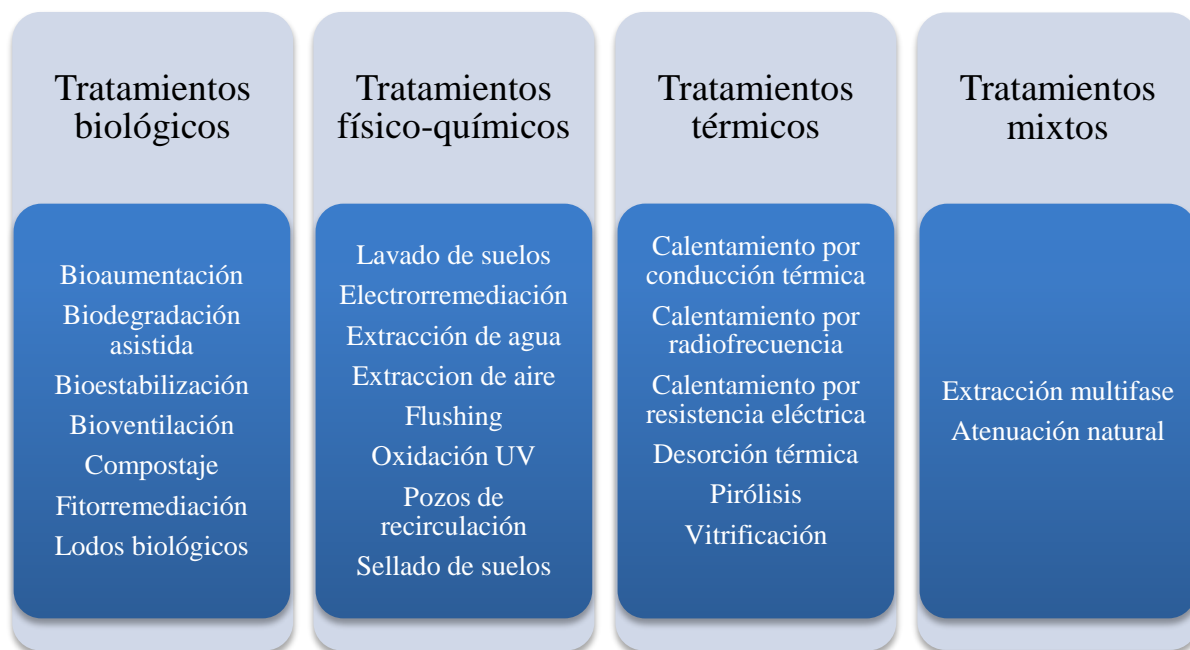 Tratamientos
biológicos
Bioaumentación
Biodegradación
asistida
Bioestabilización
Bioventilación
Compostaje
Fitorremediación
Lodos biológicos
Tratamientos
físico-químicos
Lavado de suelos
Electrorremediación
Extracción de agua
Extraccion de aire
Flushing
Oxidación UV
Pozos de
recirculación
Sellado de suelos
Tratamientos
térmicos
Calentamiento por
conducción térmica
Calentamiento por
radiofrecuencia
Calentamiento por
resistencia eléctrica
Desorción térmica
Pirólisis
Vitrificación
Tratamientos
mixtos
Extracción multifase
Atenuación natural